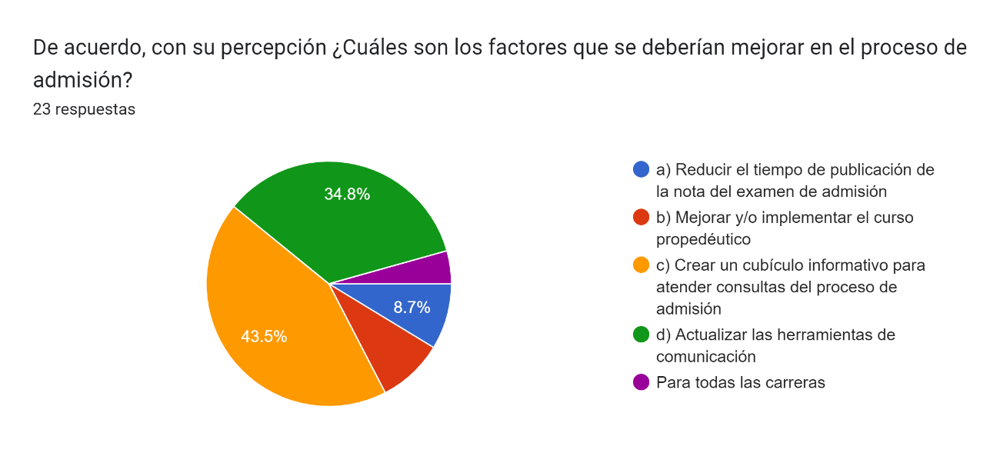 De acuerdo, con su percepción ¿Cuáles son los factores que se deberían mejorar en el proceso de
admisión?
23 respuestas
34.8%
8.7%
43.5%
a) Reducir el tiempo de publicación de
la nota del examen de admisión
b) Mejorar y/o implementar el curso
propedéutico
c) Crear un cubículo informativo para
atender consultas del proceso de
admisión
d) Actualizar las herramientas de
comunicación
Para todas las carreras